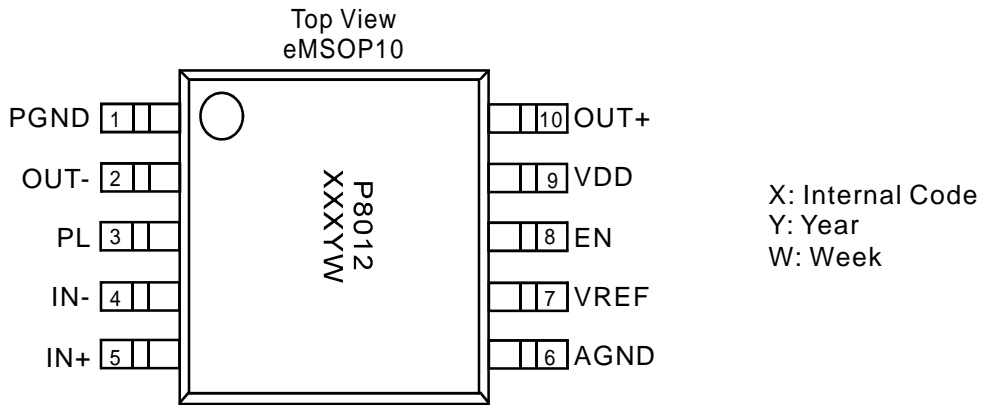 Top View
eMSOP10
PGND 1
OUT- 2
PL 3
IN- 4
IN+ 5
P8012
XXXYW
10 OUT+
9 VDD
8 EN
7 VREF
6 AGND
X: Internal Code
Y: Year
W: Week